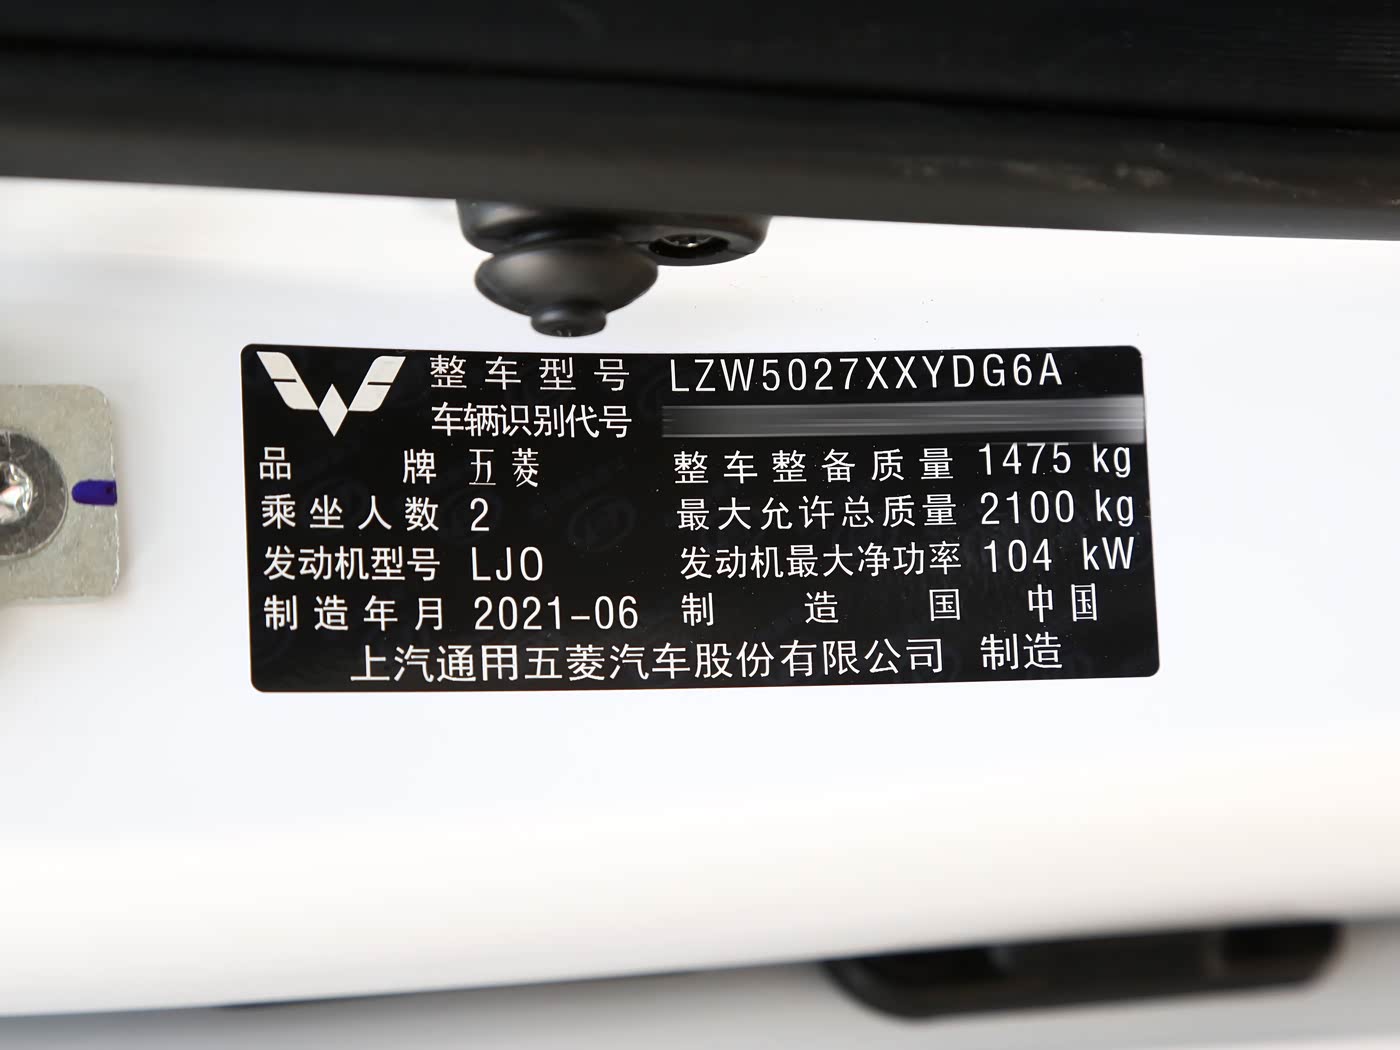 整车型号 LZW5027XXYDG6A
车辆识别代号
品牌 五菱 整车整备质量 1475 kg
乘坐人数 2 最大允许总质量 2100 kg
发动机型号 LJO 发动机最大净功率 104 kW
制造年月 2021-06 制造国 中国
上汽通用五菱汽车股份有限公司 制造